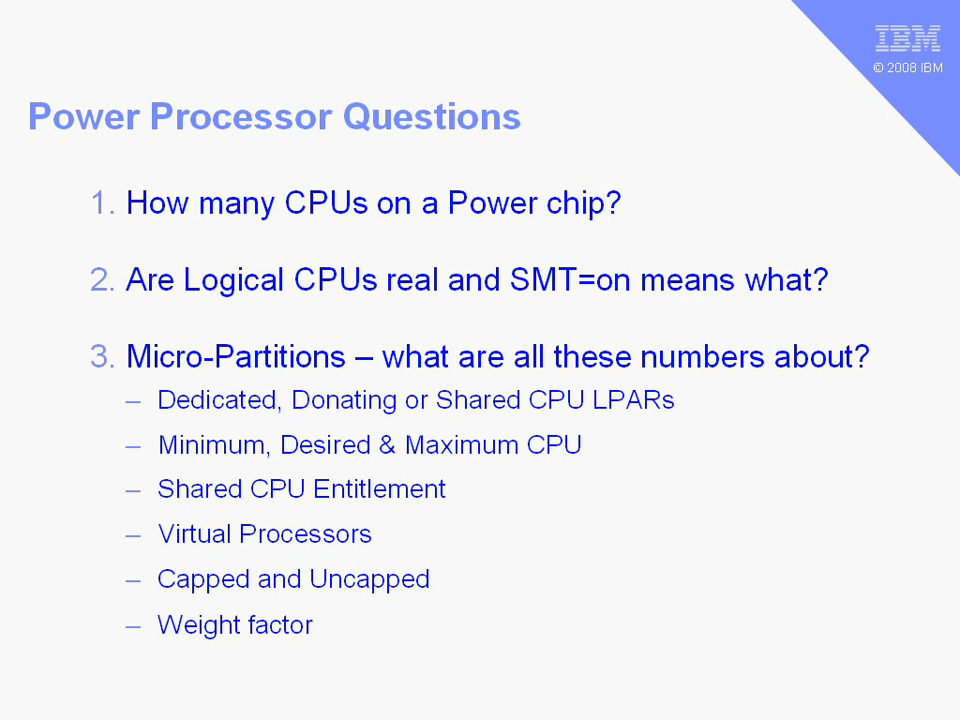 IBM
© 2008 IBM
Power Processor Questions
1. How many CPUs on a Power chip?
2. Are Logical CPUs real and SMT=on means what?
3. Micro-Partitions – what are all these numbers about?
– Dedicated, Donating or Shared CPU LPARs
– Minimum, Desired & Maximum CPU
– Shared CPU Entitlement
– Virtual Processors
– Capped and Uncapped
– Weight factor